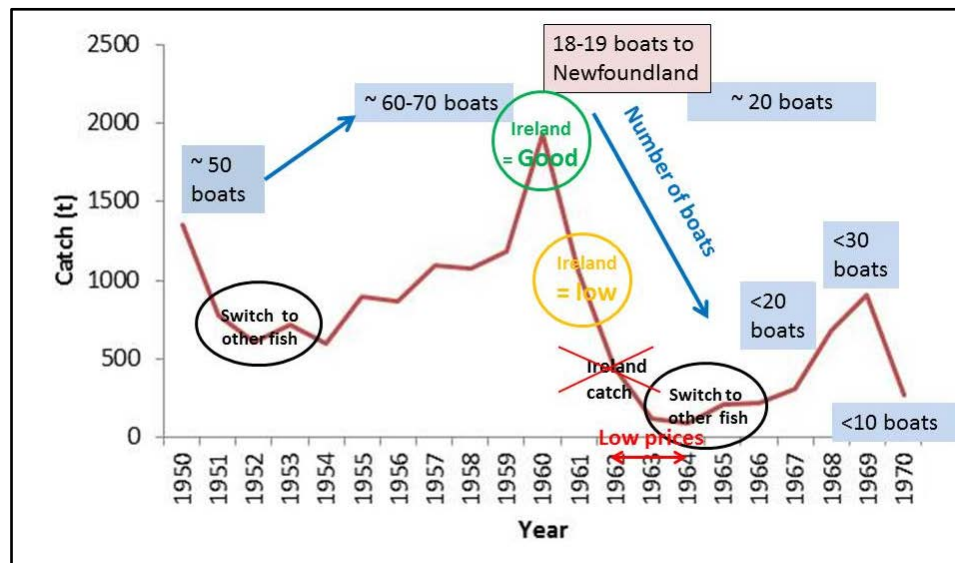 2500
2000
1500
1000
500
0
Catch (t)
18-19 boats to
Newfoundland
~ 60-70 boats
~ 20 boats
~ 50
boats
Ireland
= Good
Number of boats
Ireland
= low
<30
boats
<20
boats
Switch to
other fish
Ireland
catch
Switch to
other fish
<10 boats
Low prices
1950
1951
1952
1953
1954
1955
1956
1957
1958
1959
1960
1961
1962
1963
1964
1965
1966
1967
1968
1969
1970
Year